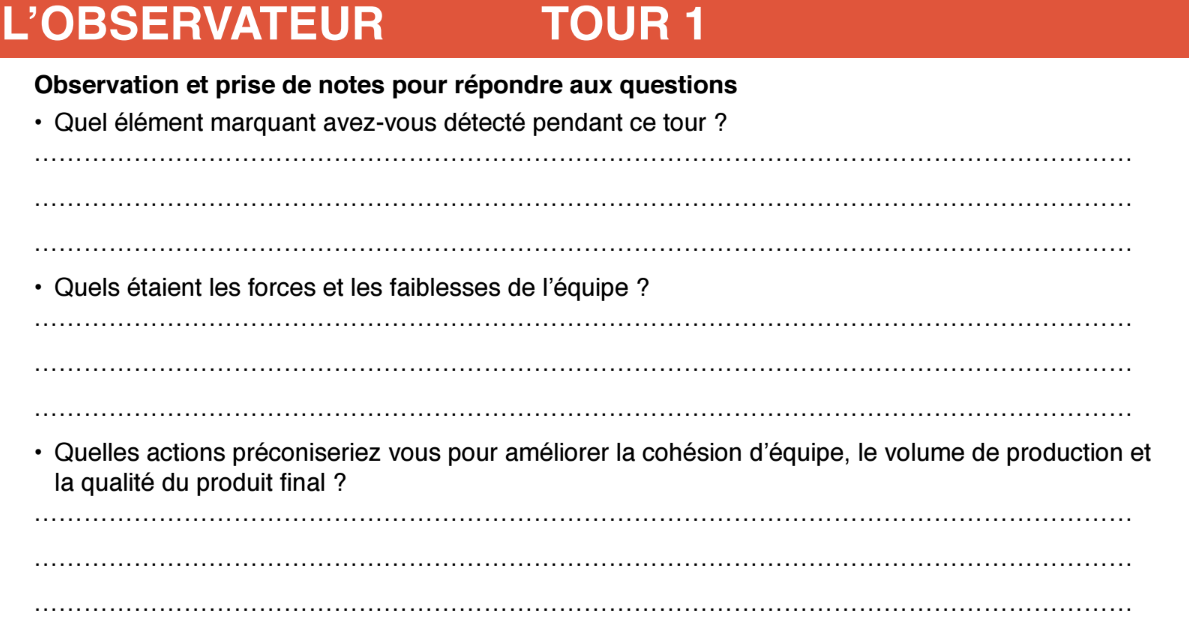 L’OBSERVATEUR TOUR 1
Observation et prise de notes pour répondre aux questions
• Quel élément marquant avez-vous détecté pendant ce tour ?
……………………………………………………………………………………………………………………
……………………………………………………………………………………………………………………
……………………………………………………………………………………………………………………
• Quels étaient les forces et les faiblesses de l’équipe ?
……………………………………………………………………………………………………………………
……………………………………………………………………………………………………………………
……………………………………………………………………………………………………………………
• Quelles actions préconiseriez vous pour améliorer la cohésion d’équipe, le volume de production et
la qualité du produit final ?
……………………………………………………………………………………………………………………
……………………………………………………………………………………………………………………
……………………………………………………………………………………………………………………